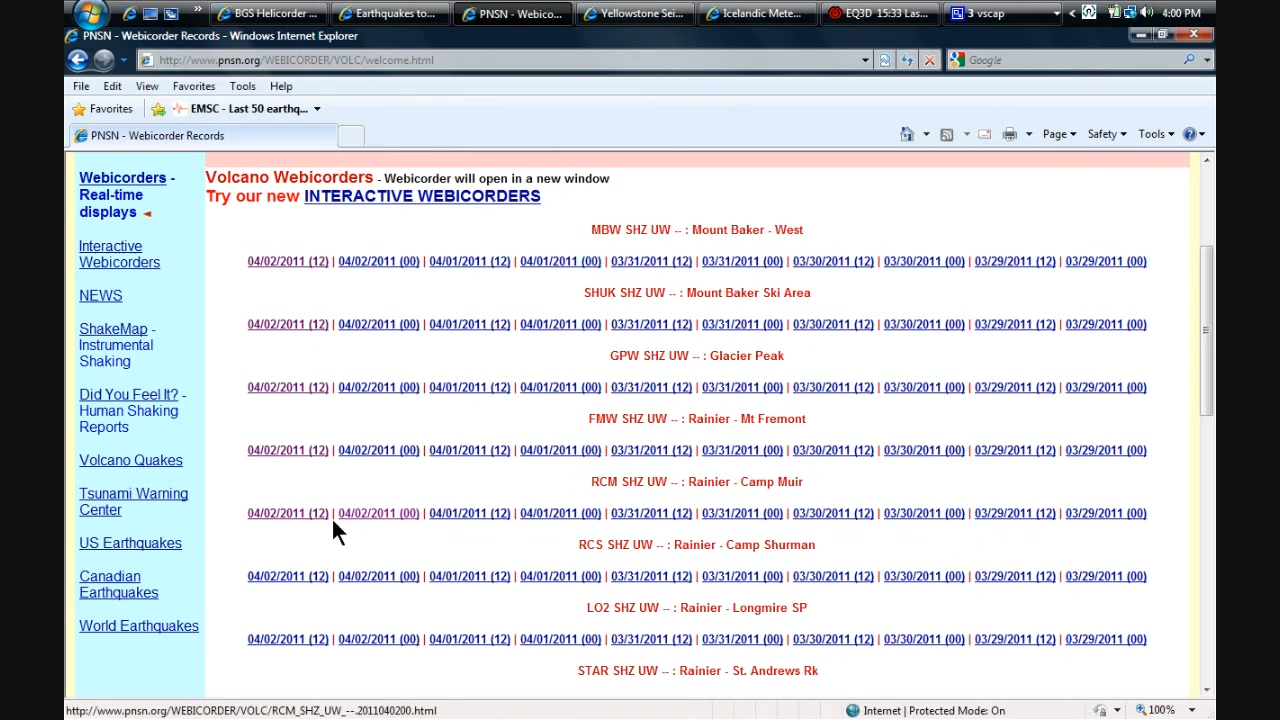 BGS Helicorder ...
Earthquakes to...
PNSN - Webico...
Yellowstone Sei...
Icelandic Mete...
EQ3D 15:33 Las...
3 vscap
4:00 PM
PNSN - Webicorder Records - Windows Internet Explorer
http://www.pnsn.org/WEBICORDER/VOLC/welcome.html
Google
File Edit View Favorites Tools Help
Favorites
EMSC - Last 50 earthq...
PNSN - Webicorder Records
Page Safety Tools
Webicorders -
Real-time
displays
Interactive
Webicorders
NEWS
ShakeMap -
Instrumental
Shaking
Did You Feel It? -
Human Shaking
Reports
Volcano Quakes
Tsunami Warning
Center
US Earthquakes
Canadian
Earthquakes
World Earthquakes
Volcano Webicorders - Webicorder will open in a new window
Try our new INTERACTIVE WEBICORDERS
MBW SHZ UW -- : Mount Baker - West
04/02/2011 (12) | 04/02/2011 (00) | 04/01/2011 (12) | 04/01/2011 (00) | 03/31/2011 (12) | 03/31/2011 (00) | 03/30/2011 (12) | 03/30/2011 (00) | 03/29/2011 (12) | 03/29/2011 (00)
SHUK SHZ UW -- : Mount Baker Ski Area
04/02/2011 (12) | 04/02/2011 (00) | 04/01/2011 (12) | 04/01/2011 (00) | 03/31/2011 (12) | 03/31/2011 (00) | 03/30/2011 (12) | 03/30/2011 (00) | 03/29/2011 (12) | 03/29/2011 (00)
GPW SHZ UW -- : Glacier Peak
04/02/2011 (12) | 04/02/2011 (00) | 04/01/2011 (12) | 04/01/2011 (00) | 03/31/2011 (12) | 03/31/2011 (00) | 03/30/2011 (12) | 03/30/2011 (00) | 03/29/2011 (12) | 03/29/2011 (00)
FMW SHZ UW -- : Rainier - Mt Fremont
04/02/2011 (12) | 04/02/2011 (00) | 04/01/2011 (12) | 04/01/2011 (00) | 03/31/2011 (12) | 03/31/2011 (00) | 03/30/2011 (12) | 03/30/2011 (00) | 03/29/2011 (12) | 03/29/2011 (00)
RCM SHZ UW -- : Rainier - Camp Muir
04/02/2011 (12) | 04/02/2011 (00) | 04/01/2011 (12) | 04/01/2011 (00) | 03/31/2011 (12) | 03/31/2011 (00) | 03/30/2011 (12) | 03/30/2011 (00) | 03/29/2011 (12) | 03/29/2011 (00)
RCS SHZ UW -- : Rainier - Camp Shurman
04/02/2011 (12) | 04/02/2011 (00) | 04/01/2011 (12) | 04/01/2011 (00) | 03/31/2011 (12) | 03/31/2011 (00) | 03/30/2011 (12) | 03/30/2011 (00) | 03/29/2011 (12) | 03/29/2011 (00)
LO2 SHZ UW -- : Rainier - Longmire SP
04/02/2011 (12) | 04/02/2011 (00) | 04/01/2011 (12) | 04/01/2011 (00) | 03/31/2011 (12) | 03/31/2011 (00) | 03/30/2011 (12) | 03/30/2011 (00) | 03/29/2011 (12) | 03/29/2011 (00)
STAR SHZ UW -- : Rainier - St. Andrews Rk
http://www.pnsn.org/WEBICORDER/VOLC/RCM_SHZ_UW_--.2011040200.html
Internet | Protected Mode: On
100%